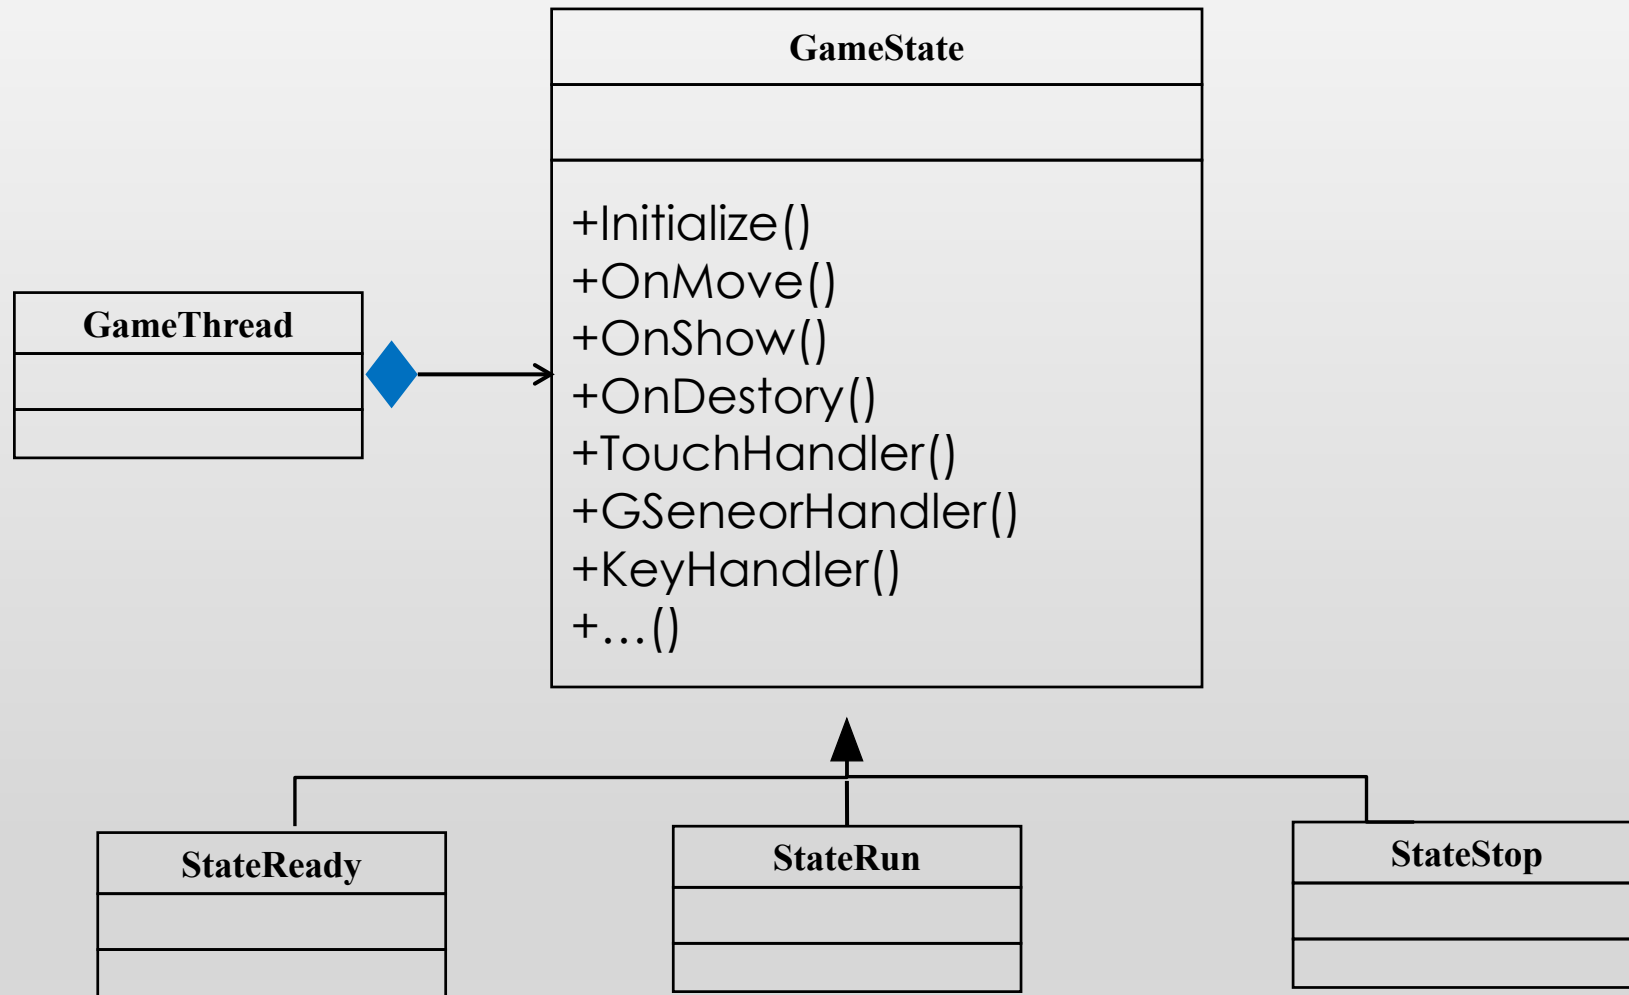 GameState
+Initialize()
+OnMove()
+OnShow()
+OnDestory()
+TouchHandler()
+GSeneorHandler()
+KeyHandler()
+...()
GameThread
StateReady
StateRun
StateStop